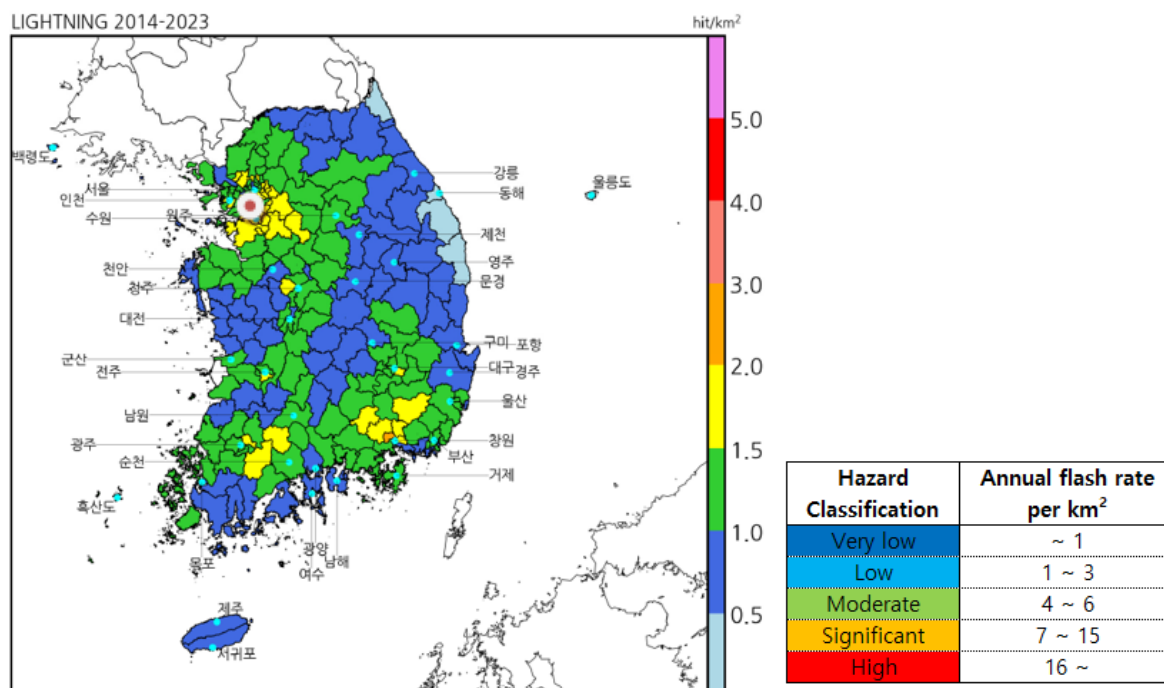 LIGHTNING 2014-2023
hit/km²
5.0
4.0
3.0
2.0
1.5
1.0
0.5
백령도
강릉
울릉도
동해
서울
인천
수원
원주
제천
영주
천안
문경
청주
대전
구미
포항
군산
대구
경주
전주
울산
남원
창원
광주
부산
순천
거제
흑산도
광양
남해
목포
여수
제주
서귀포
Hazard Classification
Annual flash rate per km²
Very low
~ 1
Low
1 ~ 3
Moderate
4 ~ 6
Significant
7 ~ 15
High
16 ~